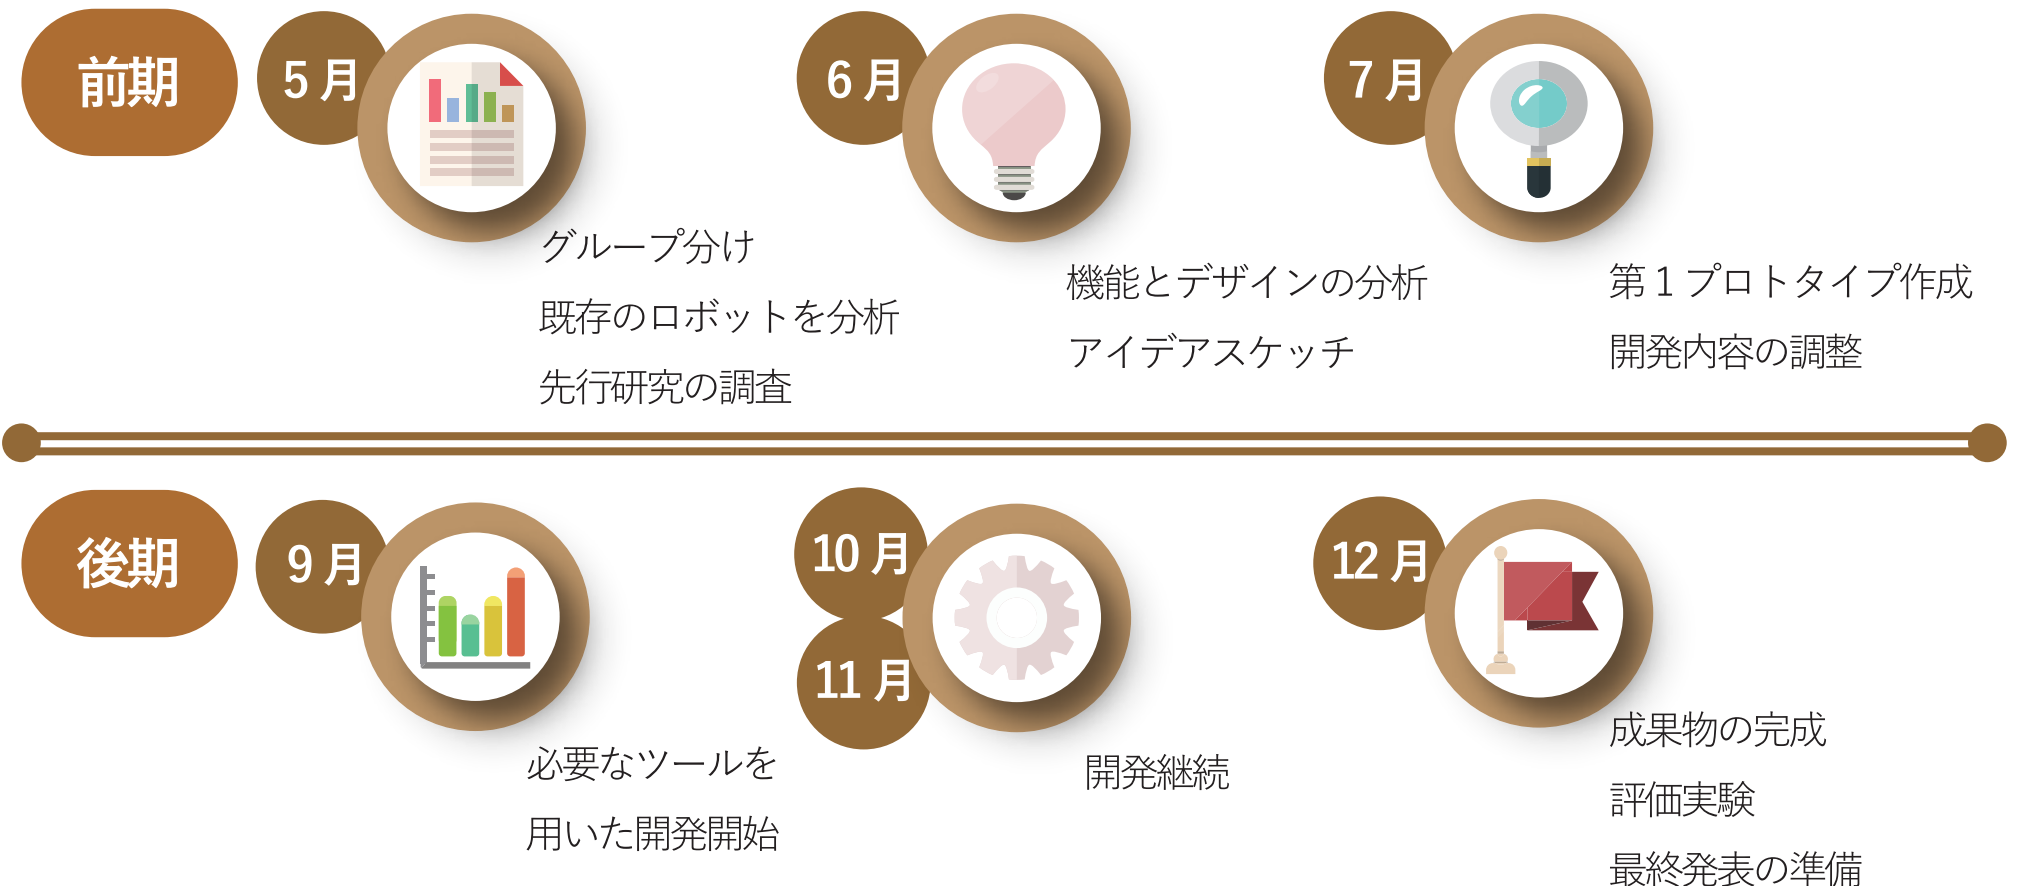 前期
5月
グループ分け
既存のロボットを分析
先行研究の調査
6月
機能とデザインの分析
アイデアスケッチ
7月
第1プロトタイプ作成
開発内容の調整
後期
9月
必要なツールを
用いた開発開始
10月
11月
開発継続
12月
成果物の完成
評価実験
最終発表の準備